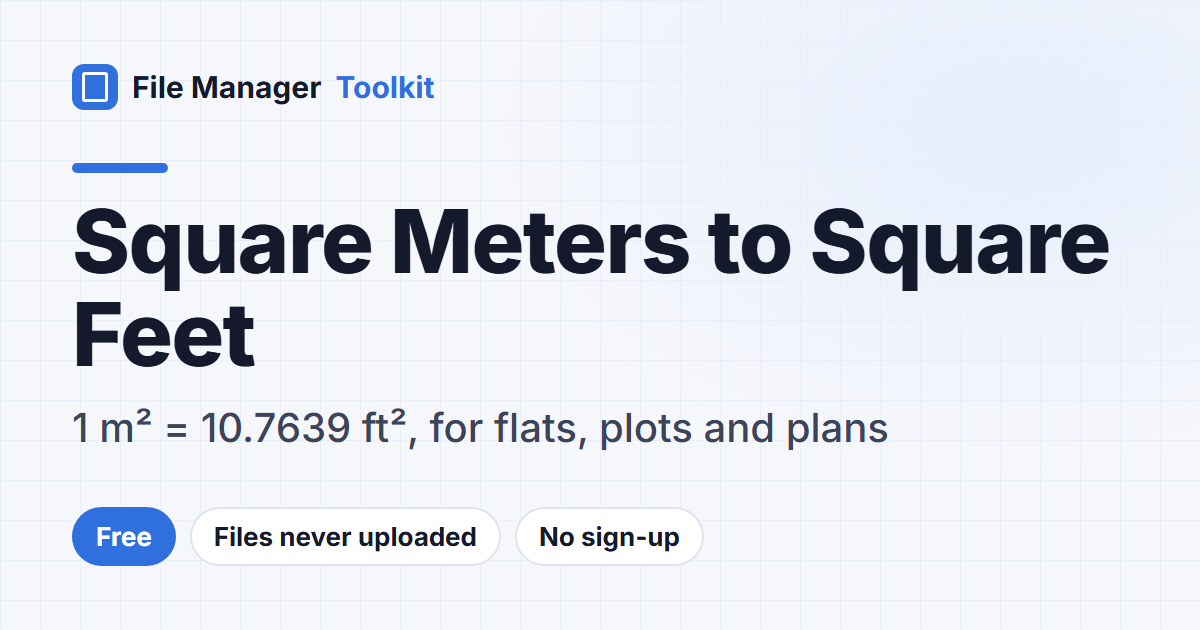 File Manager Toolkit
Square Meters to Square
Feet
1 m² = 10.7639 ft², for flats, plots and plans
Free
Files never uploaded
No sign-up